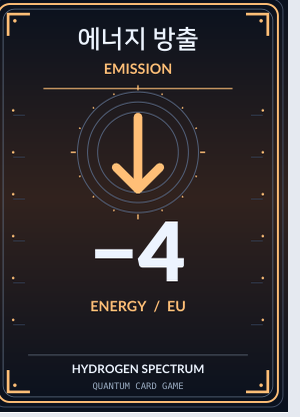 에너지 방출
EMISSION
−4
ENERGY / EU
HYDROGEN SPECTRUM
QUANTUM CARD GAME